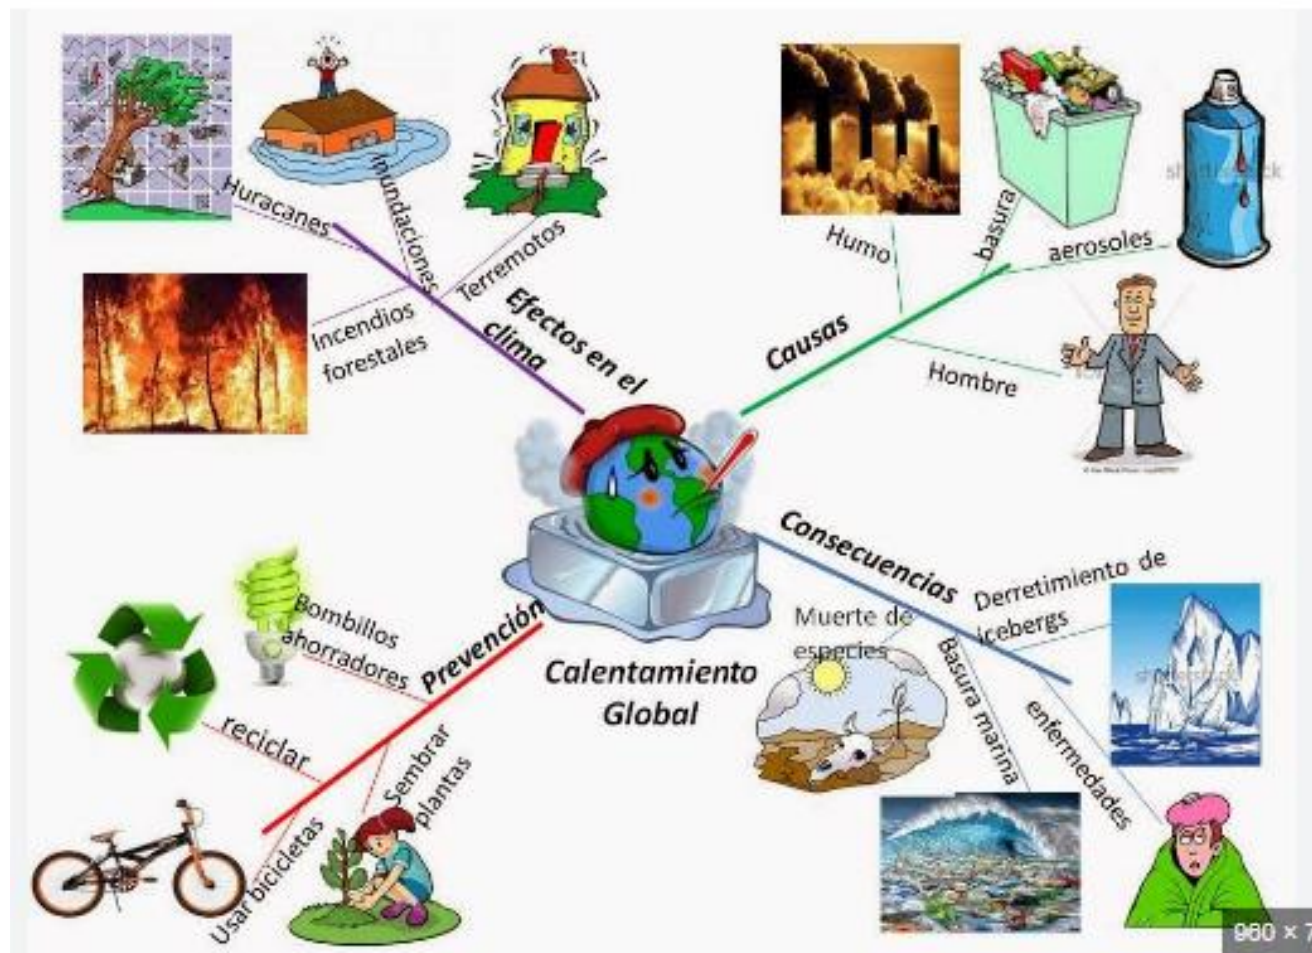 Huracanes
Inundaciones
Terremotos
Incendios
forestales
Efectos en el
clima
Humo
basura
aerosoles
Hombre
Causas
Consecuencias
Derretimiento de
icebergs
Muerte de
especies
Basura marina
enfermedades
Prevención
Bombillos
ahorradores
reciclar
Sembrar
plantas
Usar bicicletas
Calentamiento
Global
shutterstock
960 × 7